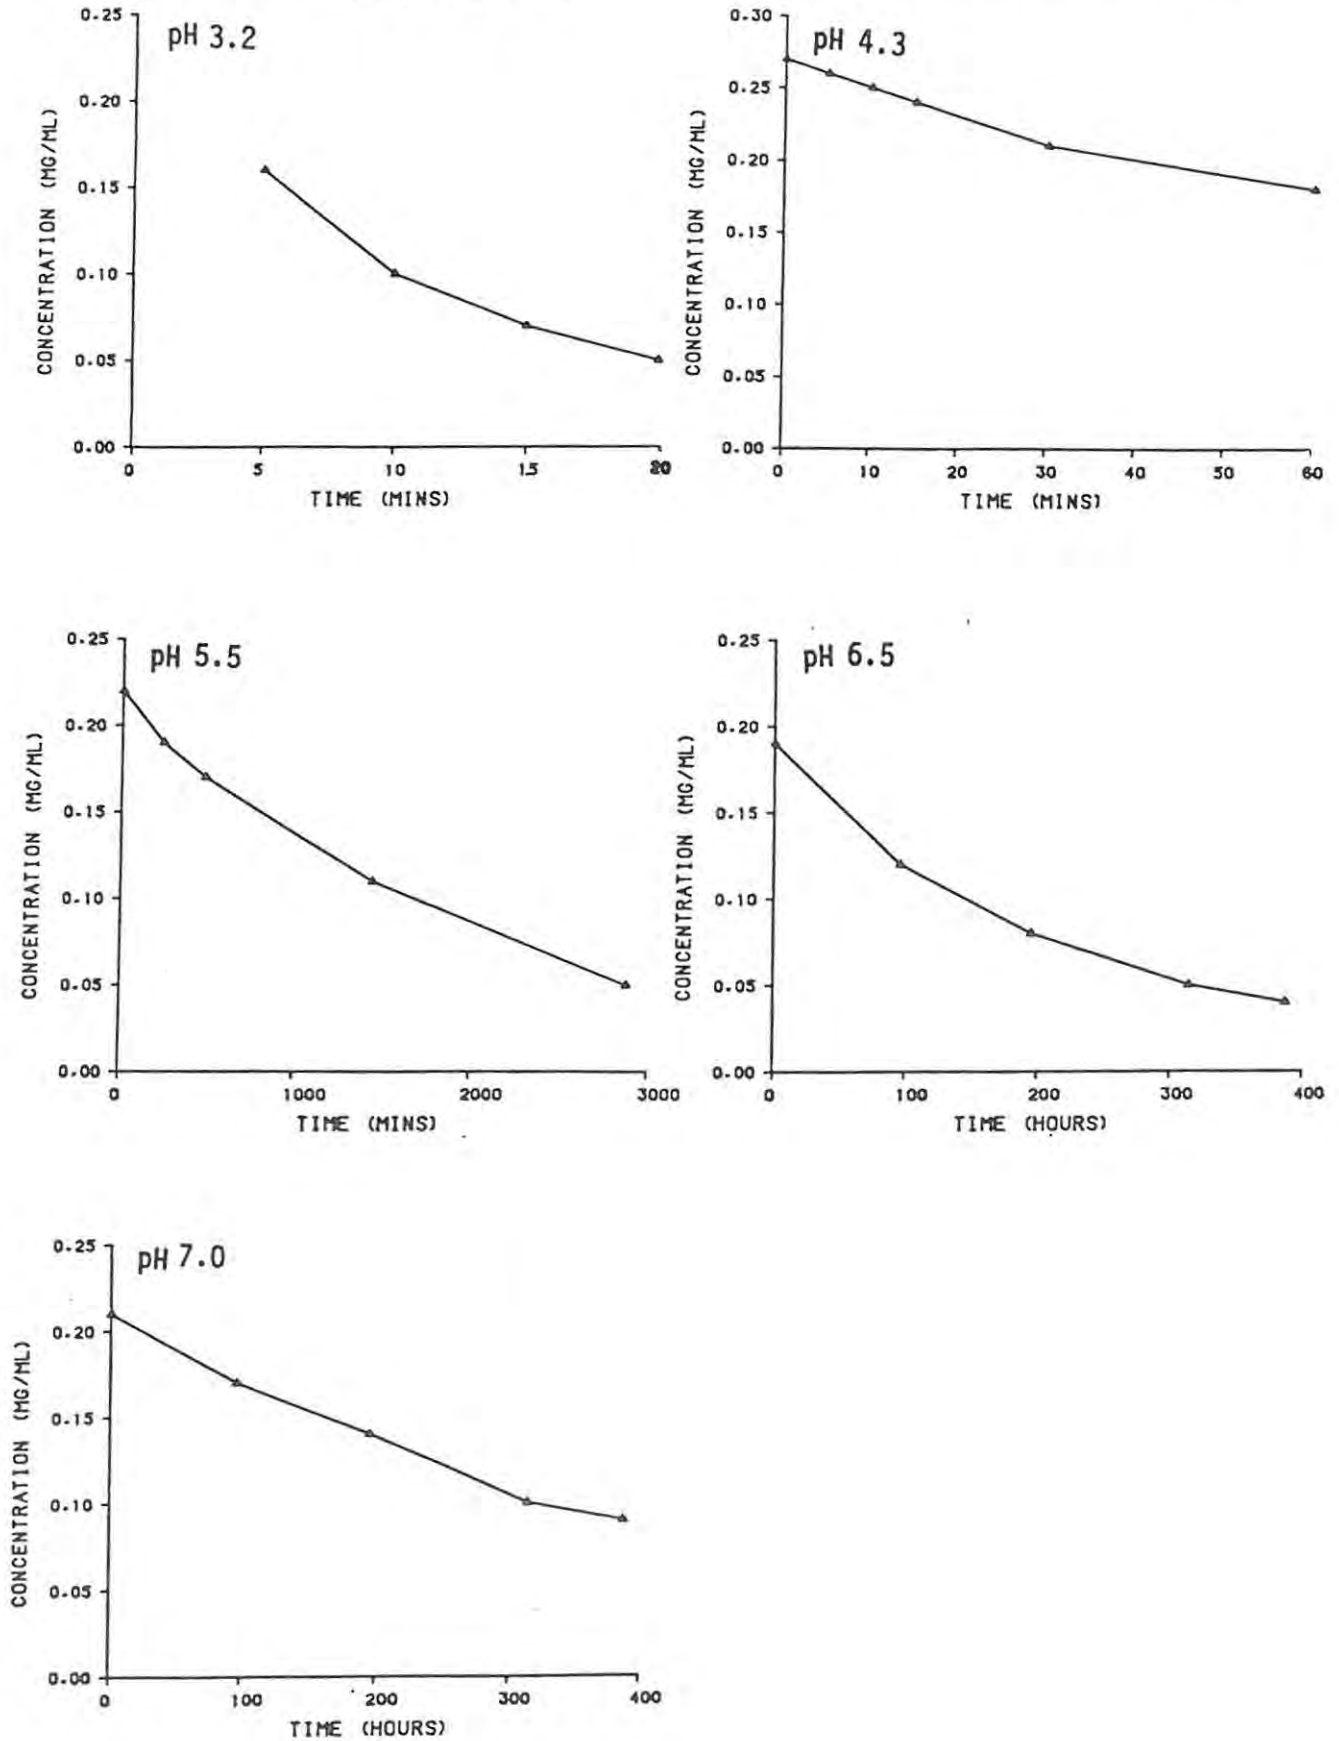 pH 3.2
0.25
0.20
0.15
0.10
0.05
0.00
CONCENTRATION (MG/ML)
0 5 10 15 20
TIME (MINS)
pH 4.3
0.30
0.25
0.20
0.15
0.10
0.05
0.00
CONCENTRATION (MG/ML)
0 10 20 30 40 50 60
TIME (MINS)
pH 5.5
0.25
0.20
0.15
0.10
0.05
0.00
CONCENTRATION (MG/ML)
0 1000 2000 3000
TIME (MINS)
pH 6.5
0.25
0.20
0.15
0.10
0.05
0.00
CONCENTRATION (MG/ML)
0 100 200 300 400
TIME (HOURS)
pH 7.0
0.25
0.20
0.15
0.10
0.05
0.00
CONCENTRATION (MG/ML)
0 100 200 300 400
TIME (HOURS)